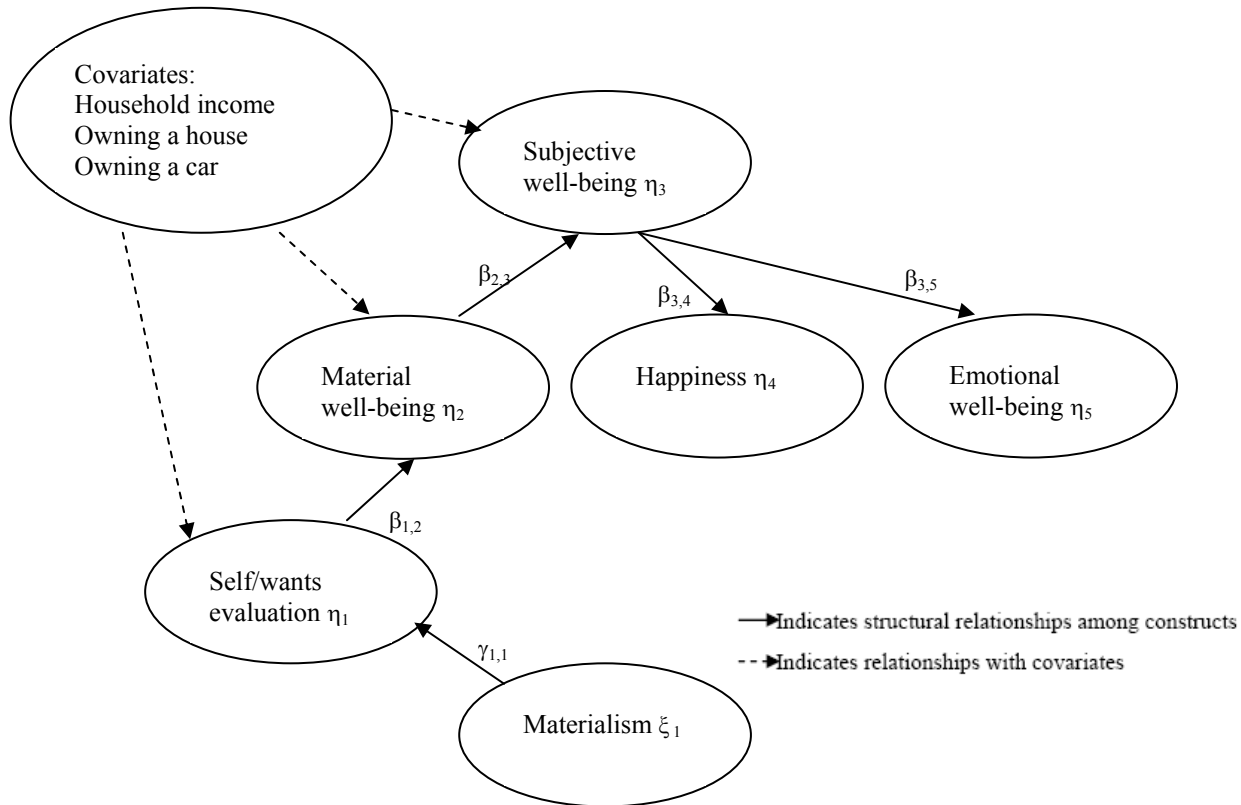 Covariates:
Household income
Owning a house
Owning a car
Subjective
well-being η₃
β₂,₃
β₃,₄
β₃,₅
Material
well-being η₂
Happiness η₄
Emotional
well-being η₅
β₁,₂
Self/wants
evaluation η₁
γ₁,₁
Materialism ξ₁
Indicates structural relationships among constructs
Indicates relationships with covariates